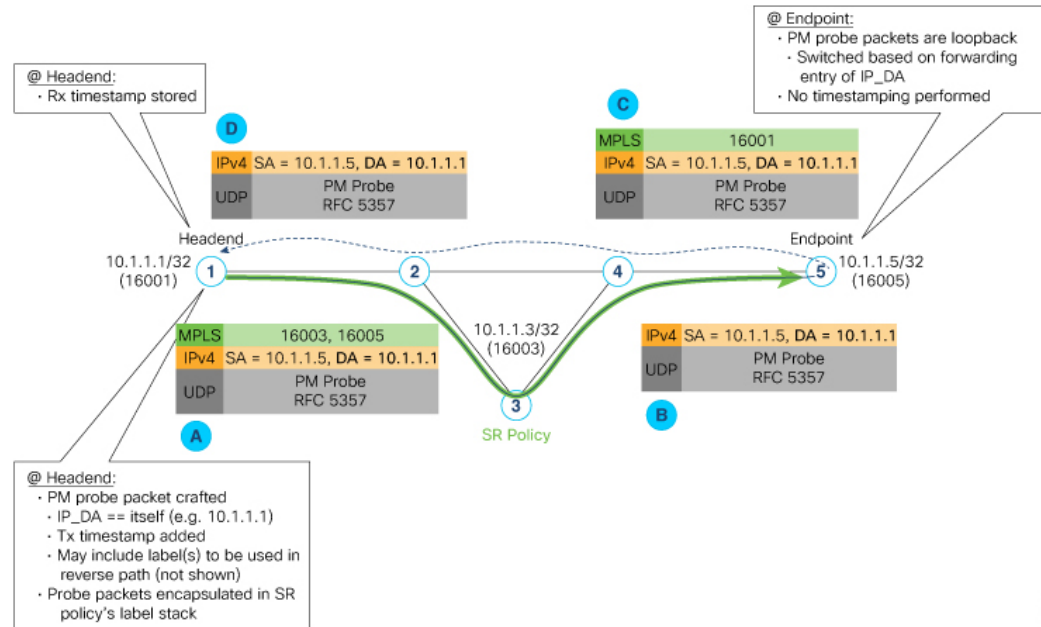 @ Endpoint:
· PM probe packets are loopback
· Switched based on forwarding
entry of IP_DA
· No timestamping performed
@ Headend:
· Rx timestamp stored
D
IPv4 SA = 10.1.1.5, DA = 10.1.1.1
UDP
PM Probe
RFC 5357
C
MPLS 16001
IPv4 SA = 10.1.1.5, DA = 10.1.1.1
UDP
PM Probe
RFC 5357
Headend
10.1.1.1/32
(16001)
1
2
4
5
Endpoint
10.1.1.5/32
(16005)
10.1.1.3/32
(16003)
3
SR Policy
MPLS 16003, 16005
IPv4 SA = 10.1.1.5, DA = 10.1.1.1
UDP
PM Probe
RFC 5357
A
IPv4 SA = 10.1.1.5, DA = 10.1.1.1
UDP
PM Probe
RFC 5357
B
@ Headend:
· PM probe packet crafted
· IP_DA == itself (e.g. 10.1.1.1)
· Tx timestamp added
· May include label(s) to be used in
reverse path (not shown)
· Probe packets encapsulated in SR
policy's label stack